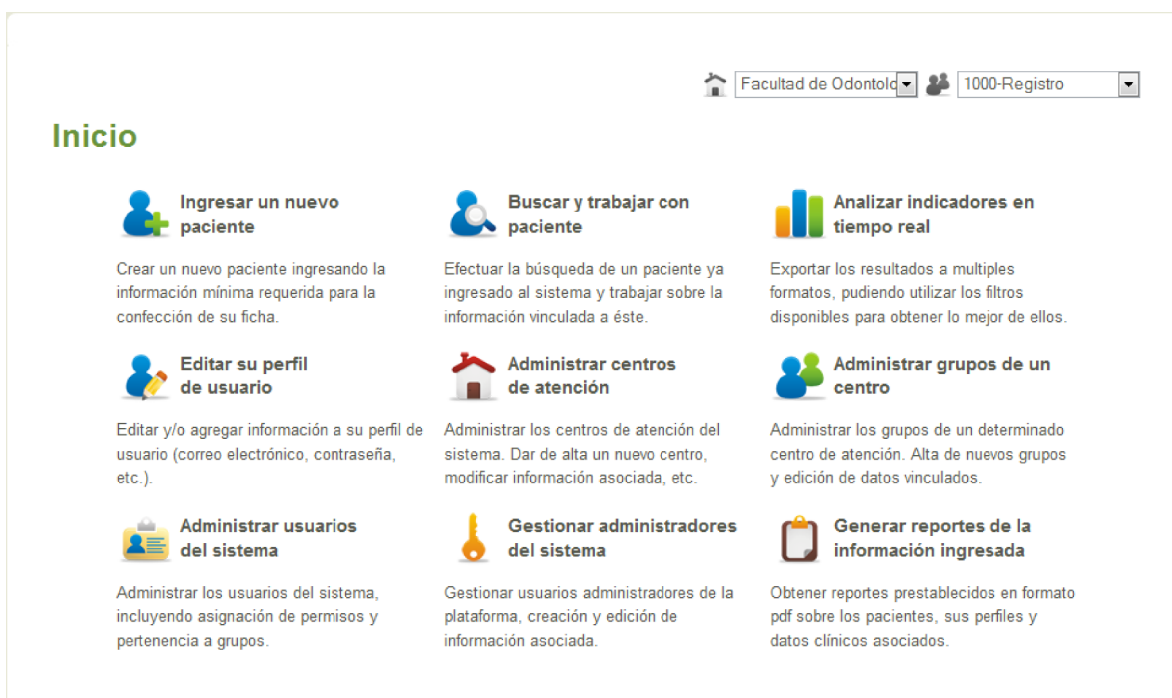 Facultad de Odontolo
1000-Registro
Inicio
Ingresar un nuevo
paciente
Crear un nuevo paciente ingresando la
información mínima requerida para la
confección de su ficha.
Buscar y trabajar con
paciente
Efectuar la búsqueda de un paciente ya
ingresado al sistema y trabajar sobre la
información vinculada a éste.
Analizar indicadores en
tiempo real
Exportar los resultados a multiples
formatos, pudiendo utilizar los filtros
disponibles para obtener lo mejor de ellos.
Editar su perfil
de usuario
Editar y/o agregar información a su perfil de
usuario (correo electrónico, contraseña,
etc.).
Administrar centros
de atención
Administrar los centros de atención del
sistema. Dar de alta un nuevo centro,
modificar información asociada, etc.
Administrar grupos de un
centro
Administrar los grupos de un determinado
centro de atención. Alta de nuevos grupos
y edición de datos vinculados.
Administrar usuarios
del sistema
Administrar los usuarios del sistema,
incluyendo asignación de permisos y
pertenencia a grupos.
Gestionar administradores
del sistema
Gestionar usuarios administradores de la
plataforma, creación y edición de
información asociada.
Generar reportes de la
información ingresada
Obtener reportes prestablecidos en formato
pdf sobre los pacientes, sus perfiles y
datos clínicos asociados.